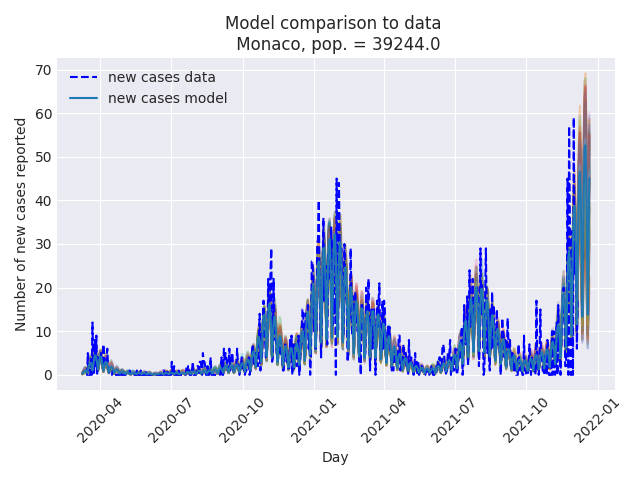 Model comparison to data
Monaco, pop. = 39244.0
new cases data
new cases model
Number of new cases reported
70
60
50
40
30
20
10
0
2020-04
2020-07
2020-10
2021-01
2021-04
2021-07
2021-10
2022-01
Day